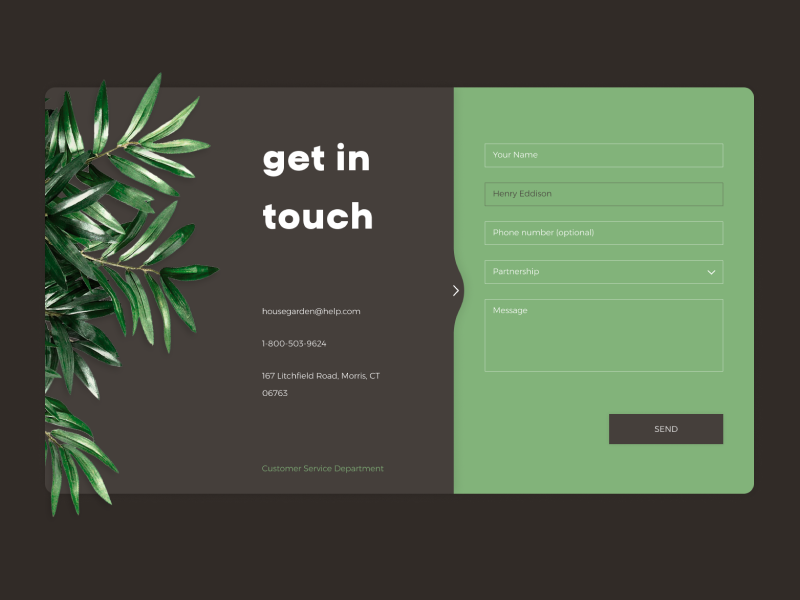 get in
touch
housegarden@help.com
1-800-503-9624
167 Litchfield Road, Morris, CT
06763
Customer Service Department
Your Name
Henry Eddison
Phone number (optional)
Partnership
Message
SEND